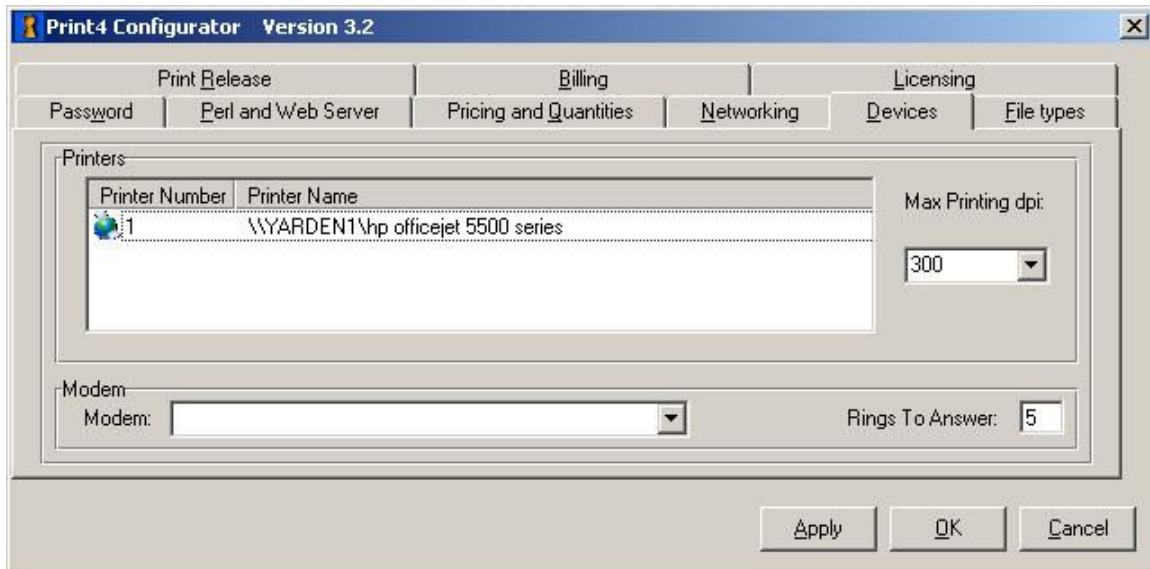 Print4 Configurator Version 3.2
Print Release Billing Licensing
Password Perl and Web Server Pricing and Quantities Networking Devices File types
Printers
Printer Number Printer Name
1 \\YARDEN1\hp officejet 5500 series
Max Printing dpi:
300
Modem
Modem: Rings To Answer: 5
Apply OK Cancel